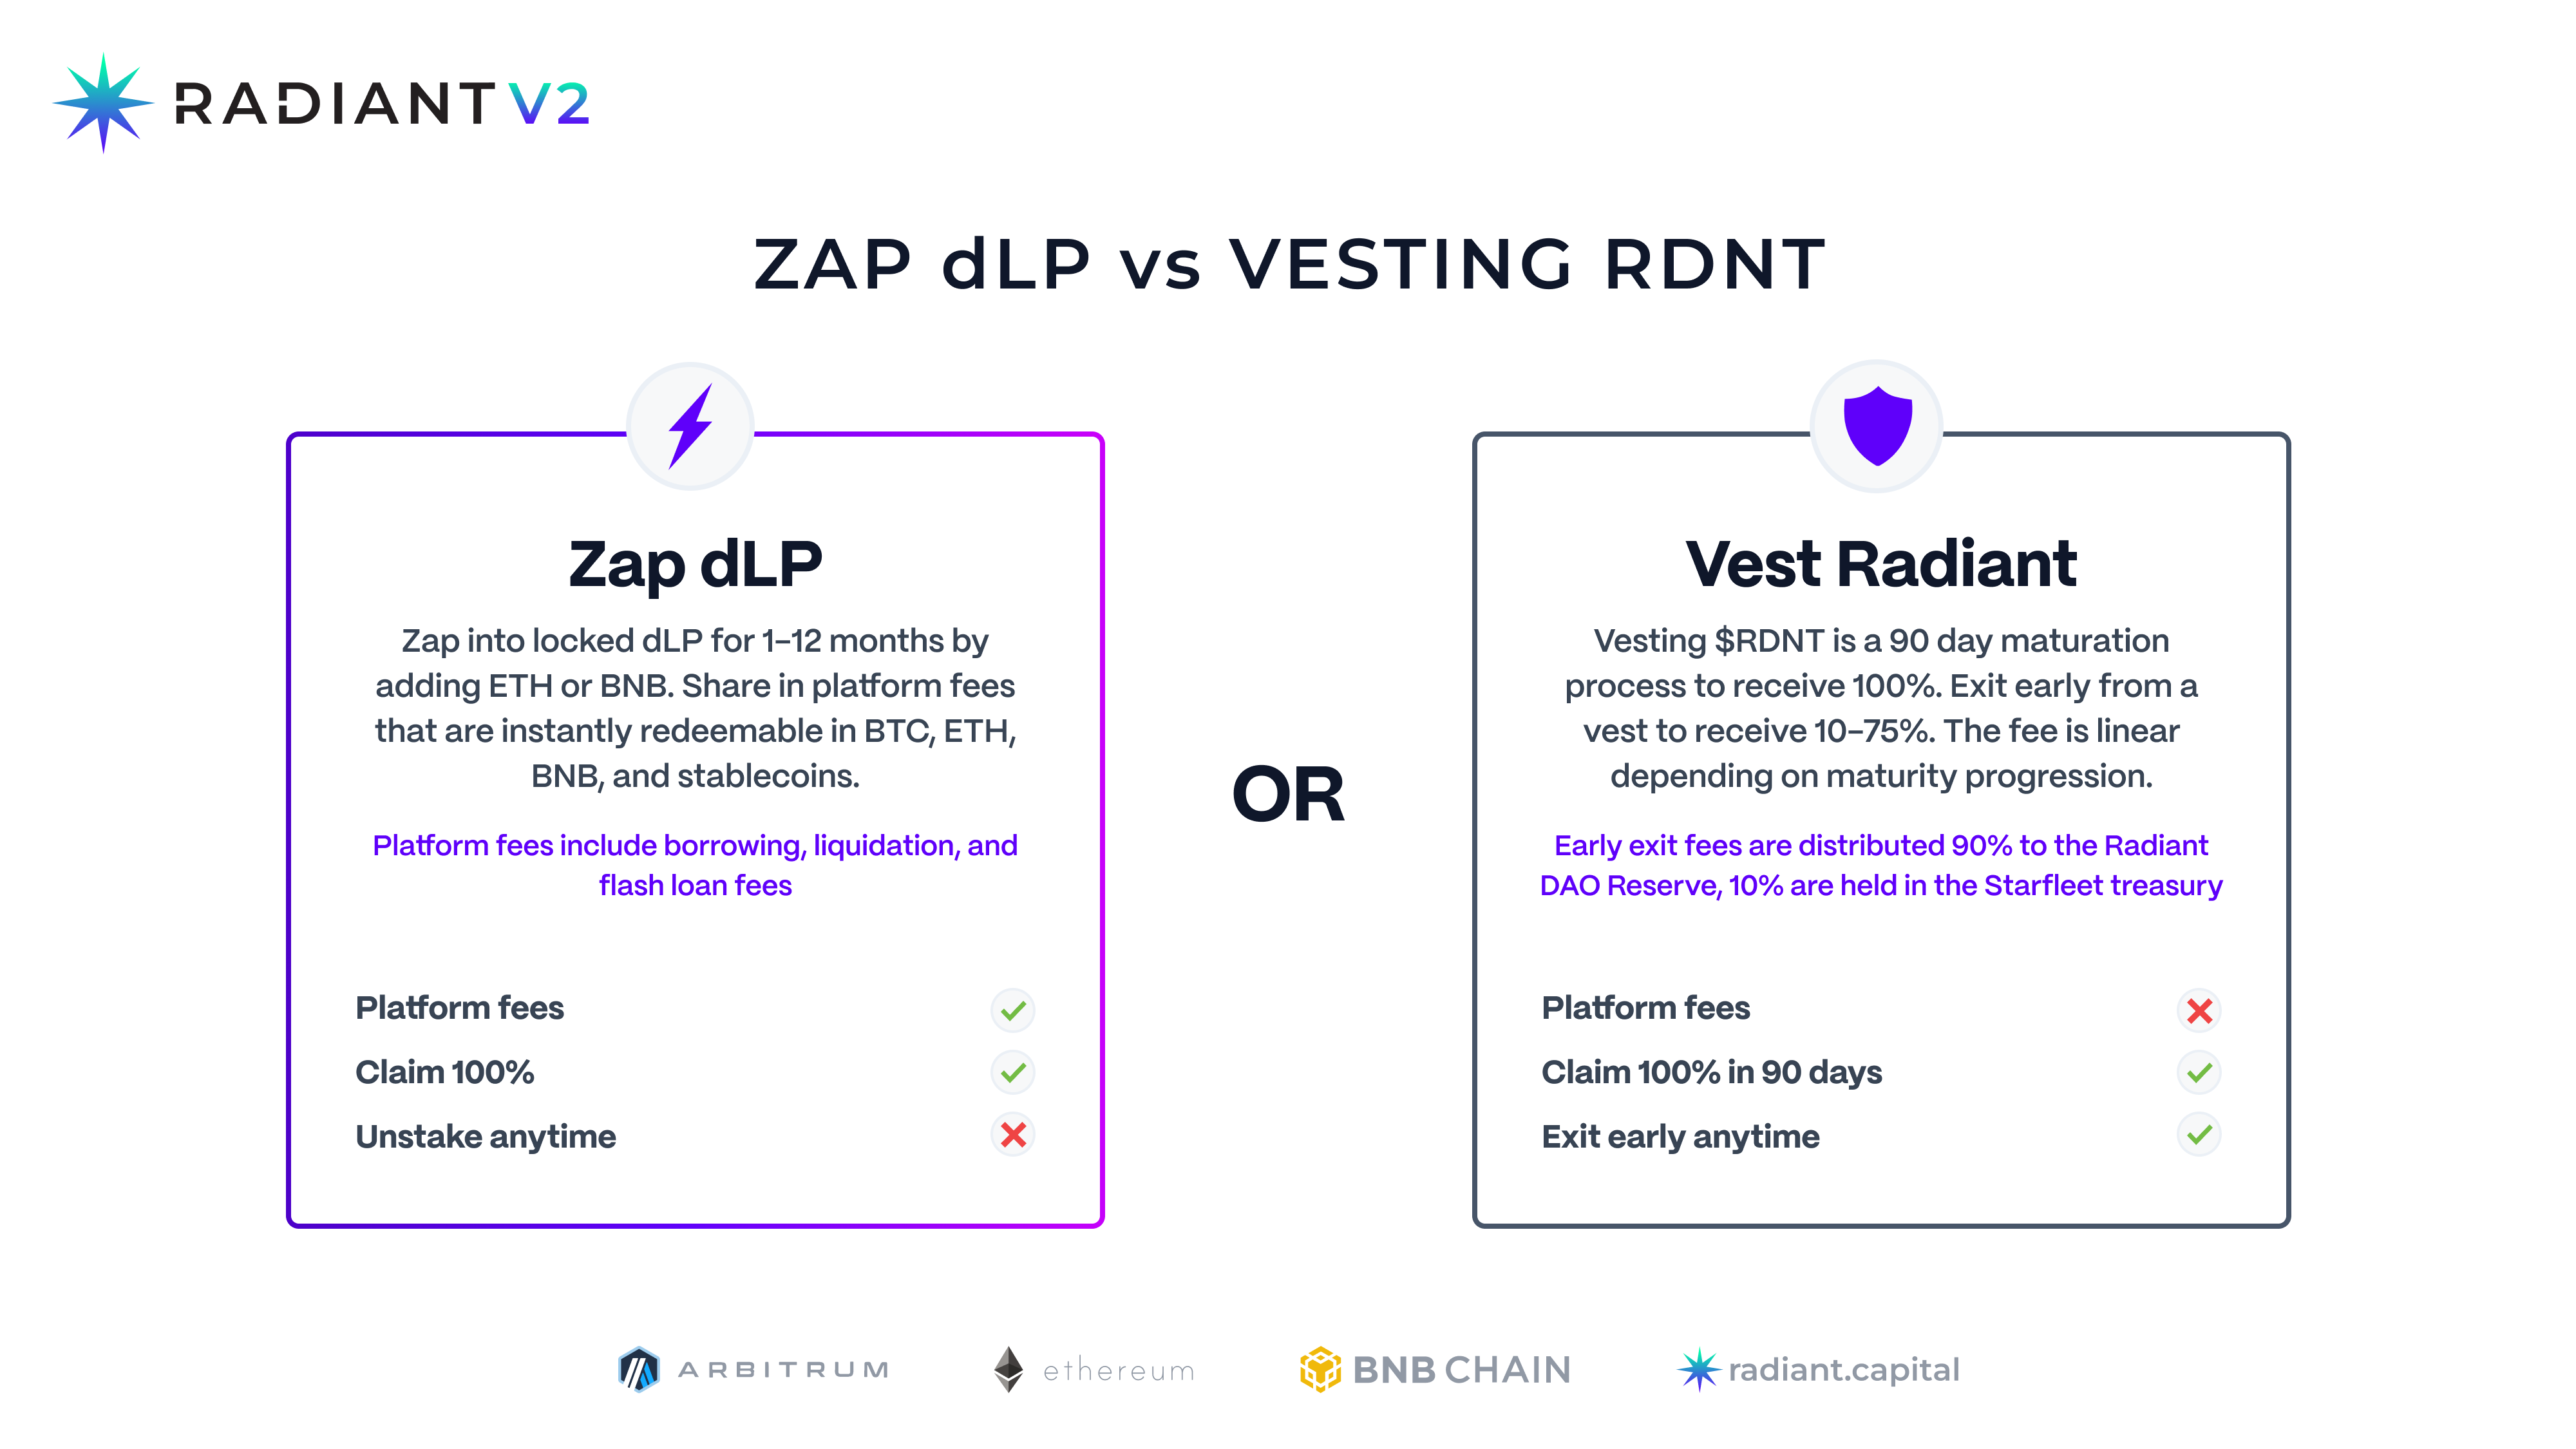 RADIANT V2
ZAP dLP vs VESTING RDNT
Zap dLP
Zap into locked dLP for 1–12 months by
adding ETH or BNB. Share in platform fees
that are instantly redeemable in BTC, ETH,
BNB, and stablecoins.
Platform fees include borrowing, liquidation, and
flash loan fees
Platform fees
Claim 100%
Unstake anytime
OR
Vest Radiant
Vesting $RDNT is a 90 day maturation
process to receive 100%. Exit early from a
vest to receive 10–75%. The fee is linear
depending on maturity progression.
Early exit fees are distributed 90% to the Radiant
DAO Reserve, 10% are held in the Starfleet treasury
Platform fees
Claim 100% in 90 days
Exit early anytime
ARBITRUM
ethereum
BNB CHAIN
radiant.capital